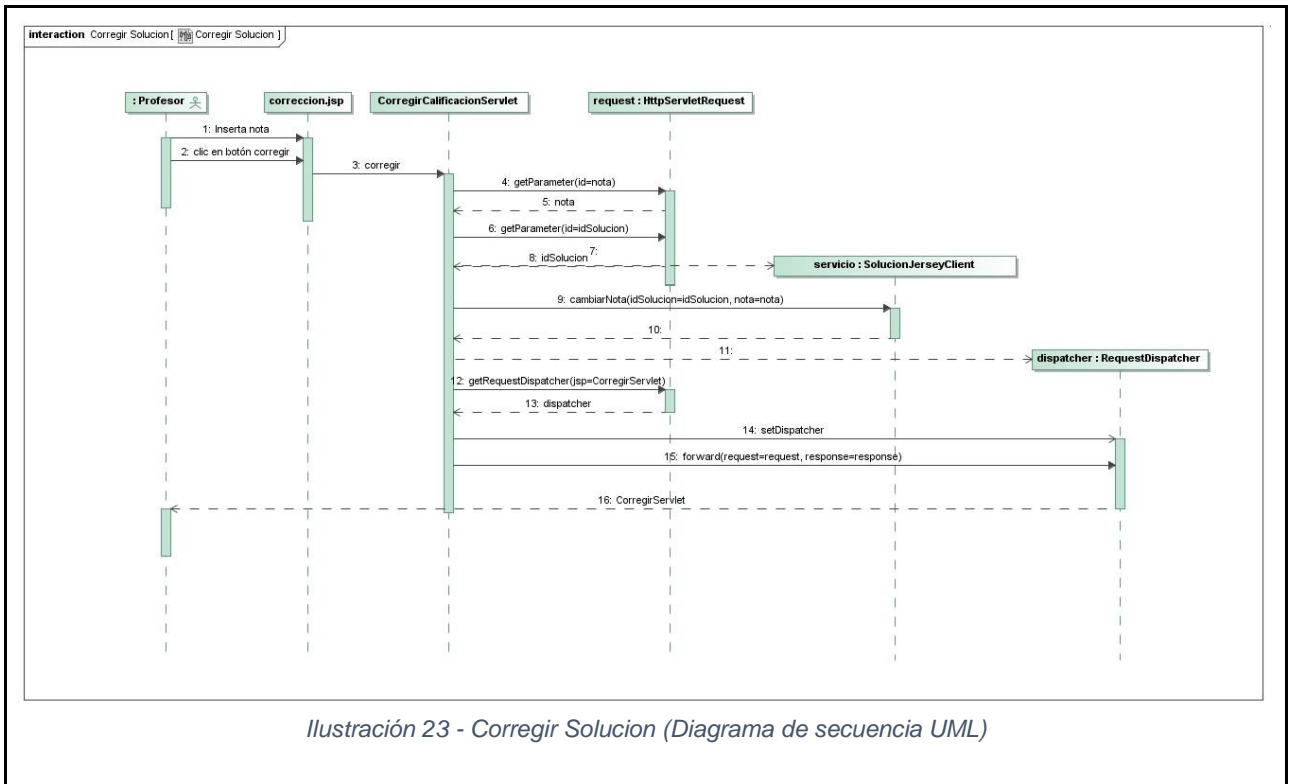 interaction Corregir Solucion [ Corregir Solucion ]
: Profesor
correccion.jsp
CorregirCalificacionServlet
request : HttpServletRequest
1: Inserta nota
2: clic en botón corregir
3: corregir
4: getParameter(id=nota)
5: nota
6: getParameter(id=idSolucion)
7:
8: idSolucion
servicio : SolucionJerseyClient
9: cambiarNota(idSolucion=idSolucion, nota=nota)
10:
11:
dispatcher : RequestDispatcher
12: getRequestDispatcher(jsp=CorregirServlet)
13: dispatcher
14: setDispatcher
15: forward(request=request, response=response)
16: CorregirServlet
Ilustración 23 - Corregir Solucion (Diagrama de secuencia UML)